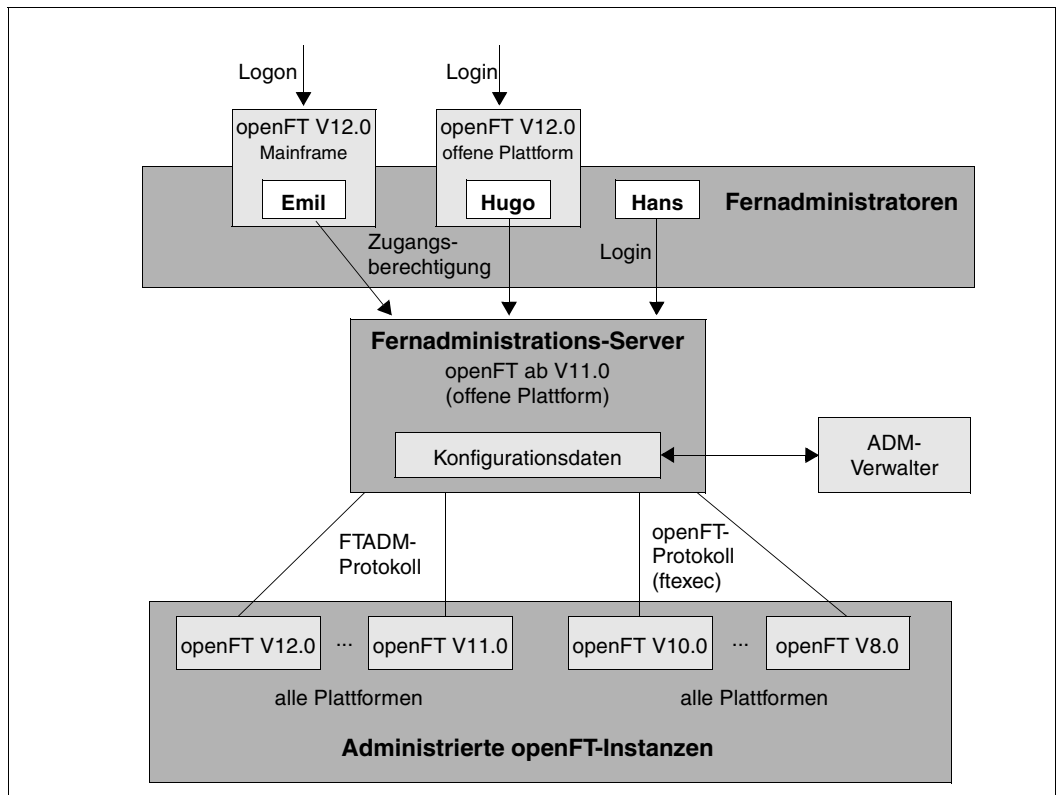 Logon
Login
openFT V12.0
Mainframe
openFT V12.0
offene Plattform
Emil
Hugo
Hans
Fernadministratoren
Zugangs-
berechtigung
Login
Fernadministrations-Server
openFT ab V11.0
(offene Plattform)
Konfigurationsdaten
ADM-
Verwalter
FTADM-
Protokoll
openFT-
Protokoll
(ftexec)
openFT V12.0
...
openFT V11.0
openFT V10.0
...
openFT V8.0
alle Plattformen
alle Plattformen
Administrierte openFT-Instanzen